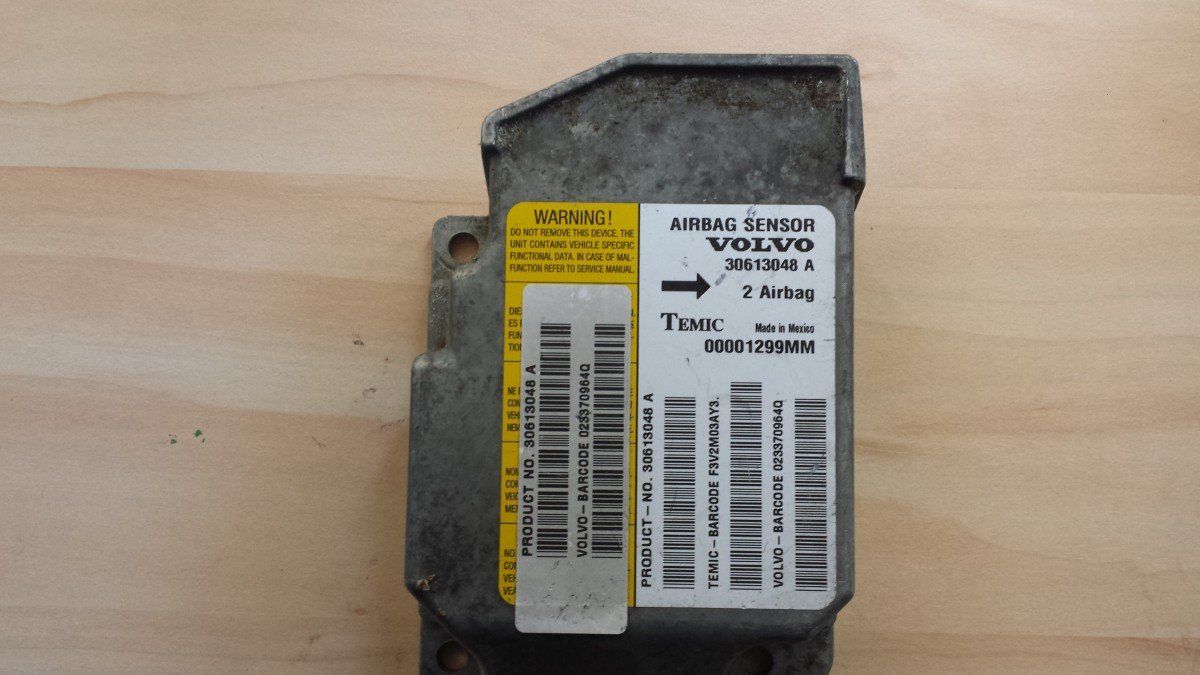 WARNING!
DO NOT REMOVE THIS DEVICE. THE
UNIT CONTAINS VEHICLE SPECIFIC
FUNCTIONAL DATA. IN CASE OF MAL-
FUNCTION REFER TO SERVICE MANUAL.
PRODUCT NO. 30613048 A
VOLVO-BARCODE 023370964Q
AIRBAG SENSOR
VOLVO
30613048 A
2 Airbag
TEMIC Made in Mexico
00001299MM
PRODUCT-NO. 30613048 A
TEMIC-BARCODE F3V2M03AY3.
VOLVO-BARCODE 023370964Q